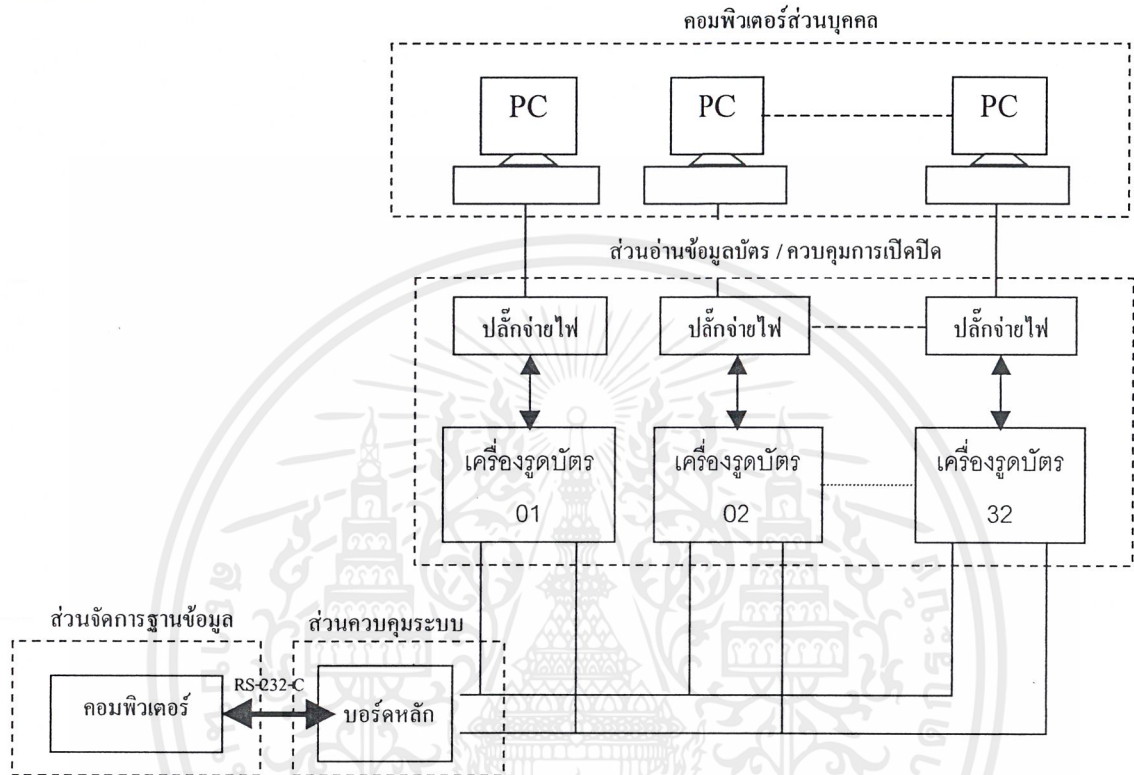 คอมพิวเตอร์ส่วนบุคคล
PC PC PC
ส่วนอ่านข้อมูลบัตร / ควบคุมการเปิดปิด
ปลั๊กจ่ายไฟ ปลั๊กจ่ายไฟ ปลั๊กจ่ายไฟ
เครื่องรูดบัตร เครื่องรูดบัตร เครื่องรูดบัตร
01 02 32
ส่วนจัดการฐานข้อมูล ส่วนควบคุมระบบ
RS-232-C
คอมพิวเตอร์ บอร์ดหลัก